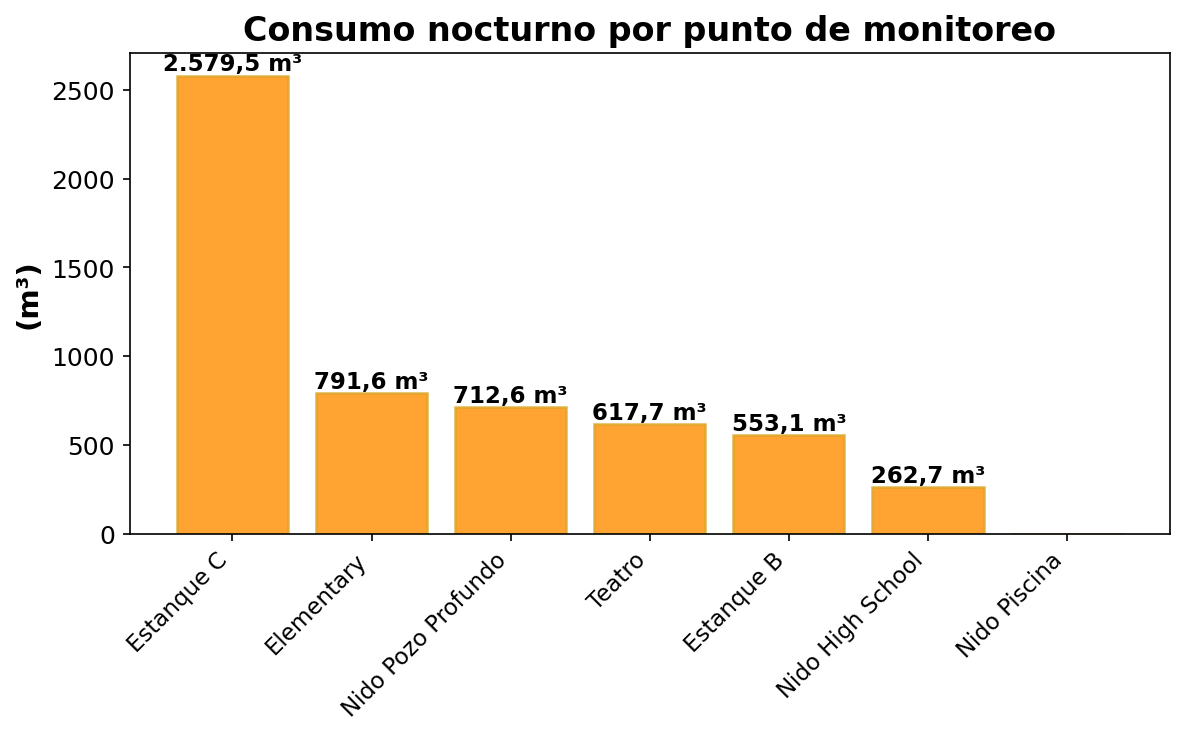 Consumo nocturno por punto de monitoreo
(m³)
2500
2000
1500
1000
500
0
2.579,5 m³
791,6 m³
712,6 m³
617,7 m³
553,1 m³
262,7 m³
Estanque C
Elementary
Nido Pozo Profundo
Teatro
Estanque B
Nido High School
Nido Piscina